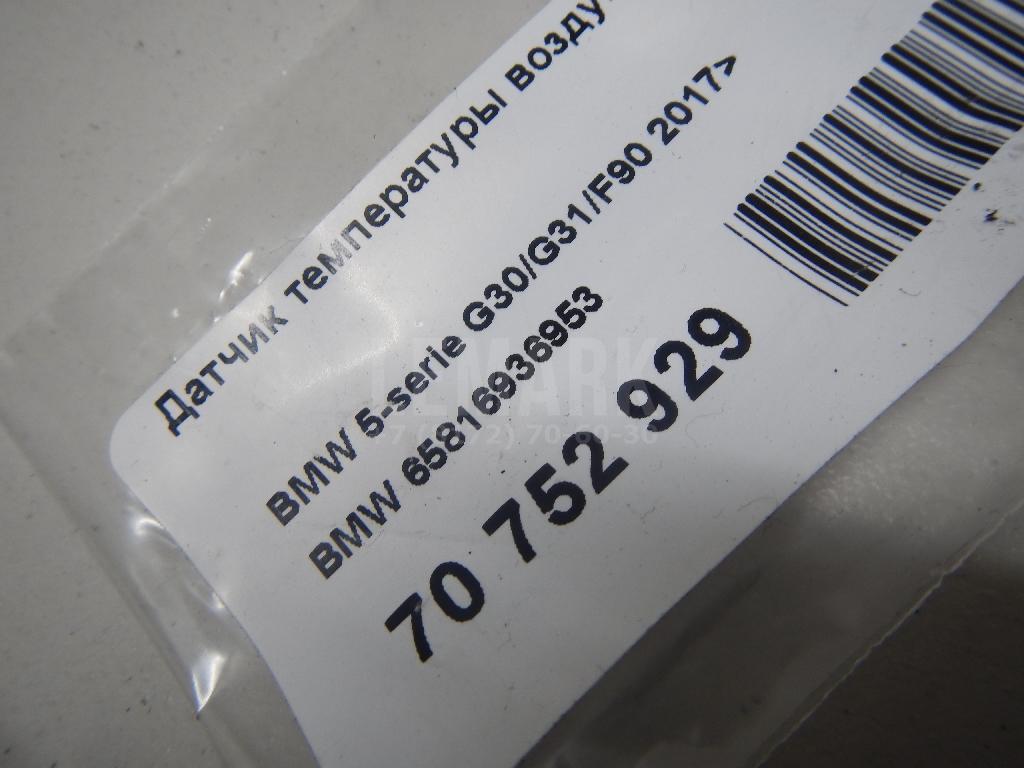 Датчик температуры возду
BMW 5-serie G30/G31/F90 2017>
BMW 65816936953
70 752 929